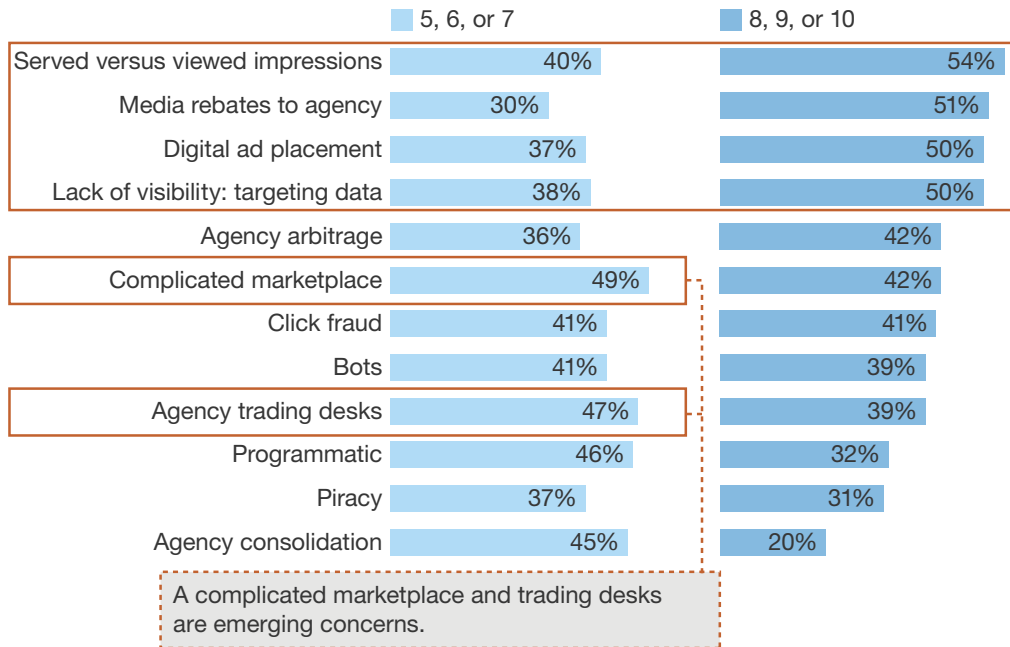 5, 6, or 7 8, 9, or 10
Served versus viewed impressions 40% 54%
Media rebates to agency 30% 51%
Digital ad placement 37% 50%
Lack of visibility: targeting data 38% 50%
Agency arbitrage 36% 42%
Complicated marketplace 49% 42%
Click fraud 41% 41%
Bots 41% 39%
Agency trading desks 47% 39%
Programmatic 46% 32%
Piracy 37% 31%
Agency consolidation 45% 20%
A complicated marketplace and trading desks
are emerging concerns.